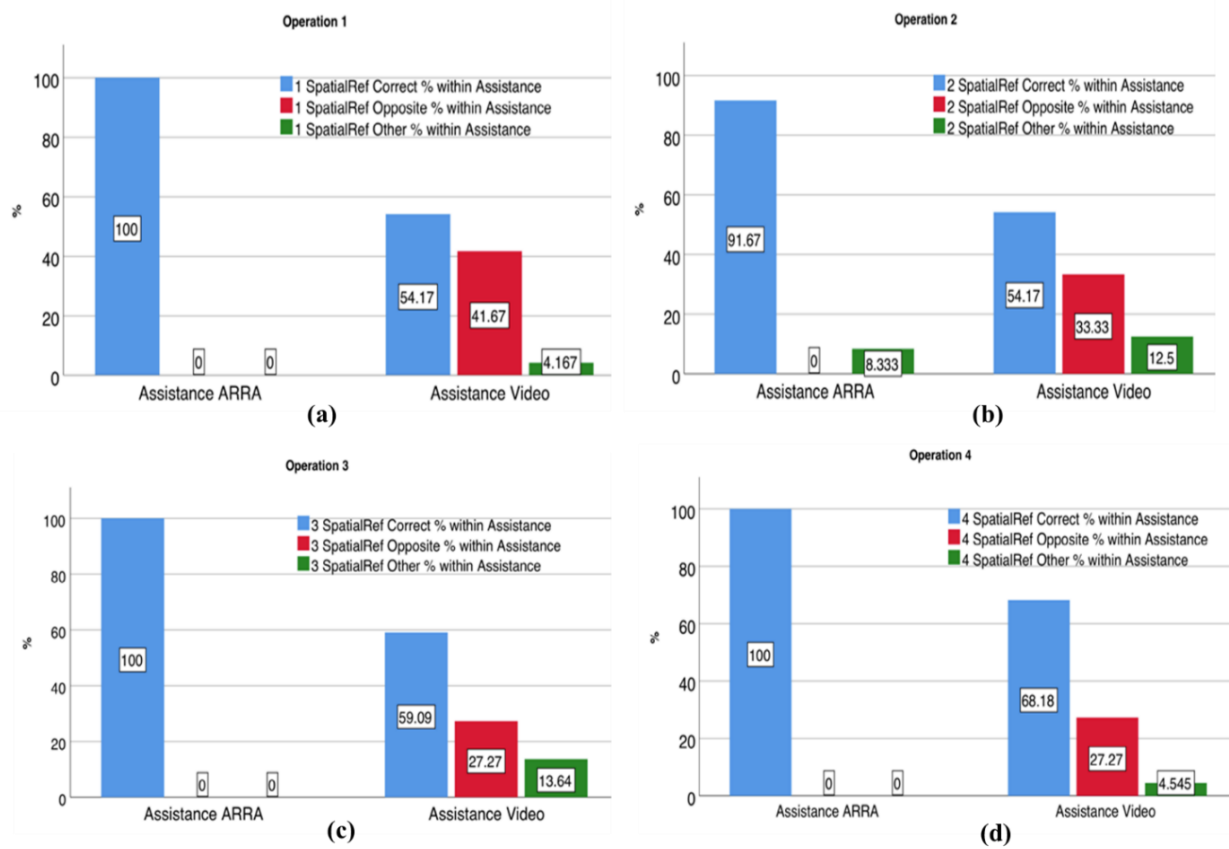 Operation 1
1 SpatialRef Correct % within Assistance
1 SpatialRef Opposite % within Assistance
1 SpatialRef Other % within Assistance
%
100
80
60
40
20
0
100
0
0
54.17
41.67
4.167
Assistance ARRA
Assistance Video
(a)
Operation 2
2 SpatialRef Correct % within Assistance
2 SpatialRef Opposite % within Assistance
2 SpatialRef Other % within Assistance
%
100
80
60
40
20
0
91.67
0
8.333
54.17
33.33
12.5
Assistance ARRA
Assistance Video
(b)
Operation 3
3 SpatialRef Correct % within Assistance
3 SpatialRef Opposite % within Assistance
3 SpatialRef Other % within Assistance
%
100
80
60
40
20
0
100
0
0
59.09
27.27
13.64
Assistance ARRA
Assistance Video
(c)
Operation 4
4 SpatialRef Correct % within Assistance
4 SpatialRef Opposite % within Assistance
4 SpatialRef Other % within Assistance
%
100
80
60
40
20
0
100
0
0
68.18
27.27
4.545
Assistance ARRA
Assistance Video
(d)